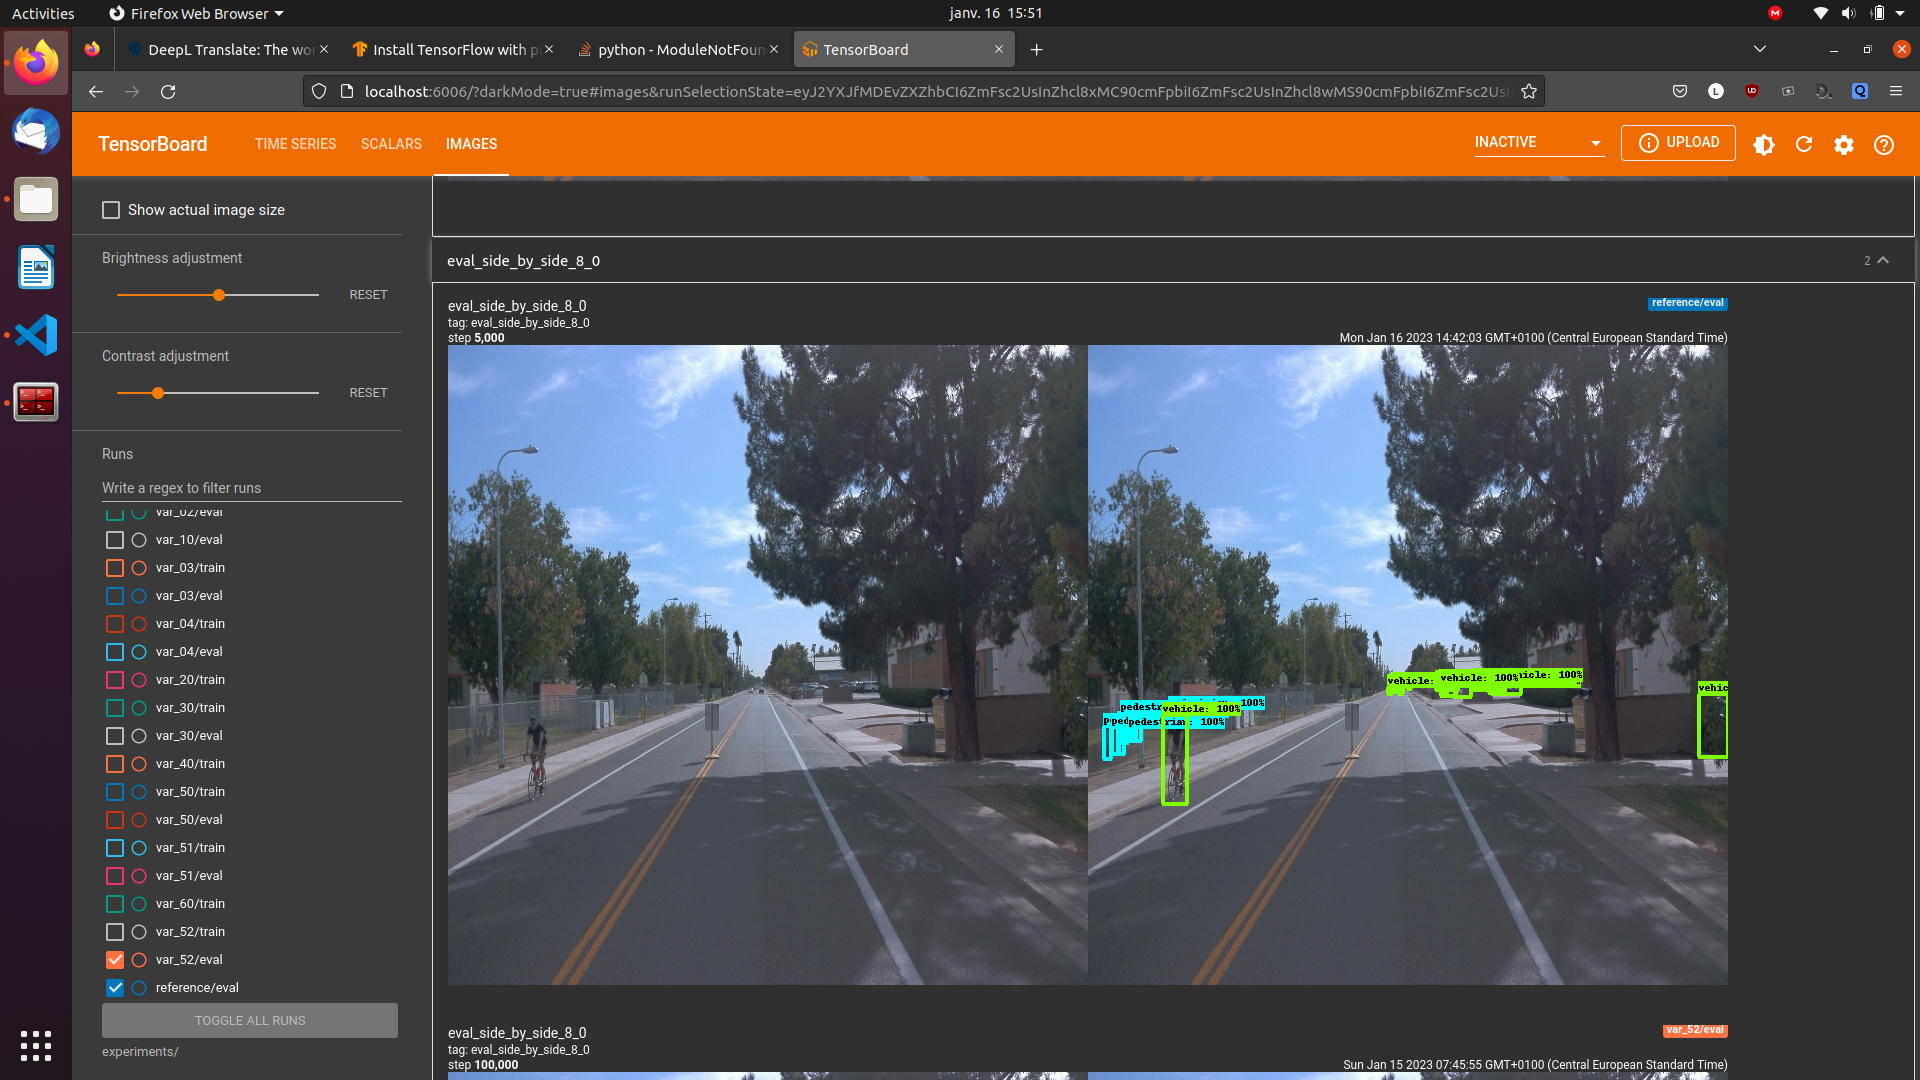 Activities
Firefox Web Browser
janv. 16 15:51
DeepL Translate: The wor
Install TensorFlow with pi
python - ModuleNotFoun
TensorBoard
localhost:6006/?darkMode=true#images&runSelectionState=eyJ2YXJfMDEvZXZhbCI6ZmFsc2UsInZhcl8xMC90cmFpbiI6ZmFsc2UsInZhcl8wMS90cmFpbiI6ZmFsc2UsI
TensorBoard
TIME SERIES
SCALARS
IMAGES
INACTIVE
UPLOAD
Show actual image size
Brightness adjustment
RESET
Contrast adjustment
RESET
Runs
Write a regex to filter runs
var_02/eval
var_10/eval
var_03/train
var_03/eval
var_04/train
var_04/eval
var_20/train
var_30/train
var_30/eval
var_40/train
var_50/train
var_50/eval
var_51/train
var_51/eval
var_60/train
var_52/train
var_52/eval
reference/eval
TOGGLE ALL RUNS
experiments/
eval_side_by_side_8_0
2
eval_side_by_side_8_0
reference/eval
tag: eval_side_by_side_8_0
step 5,000
Mon Jan 16 2023 14:42:03 GMT+0100 (Central European Standard Time)
vehicle: vehicle: 100% hicle: 100%
vehic
pedest vehicle: 100% 100%
pedestrian: 100%
eval_side_by_side_8_0
var_52/eval
tag: eval_side_by_side_8_0
step 100,000
Sun Jan 15 2023 07:45:55 GMT+0100 (Central European Standard Time)